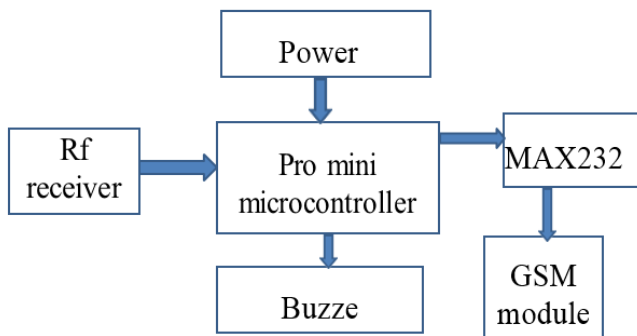 Power
Rf
receiver
Pro mini
microcontroller
MAX232
Buzze
GSM
module